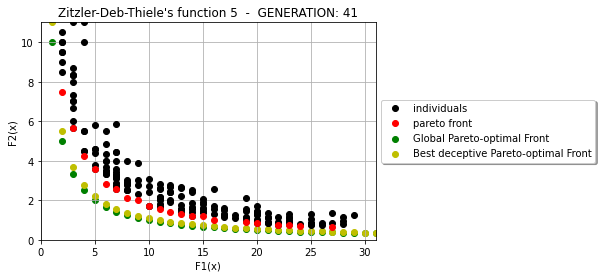 Zitzler-Deb-Thiele's function 5 - GENERATION: 41
F2(x)
10
8
6
4
2
0
0
5
10
15
20
25
30
F1(x)
individuals
pareto front
Global Pareto-optimal Front
Best deceptive Pareto-optimal Front